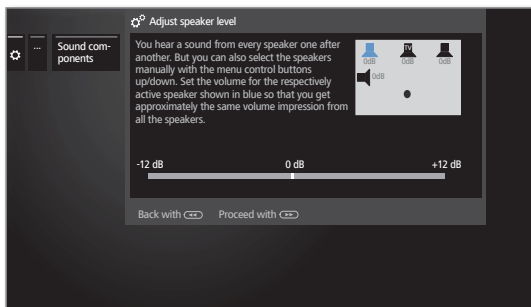 Adjust speaker level
...
Sound com-
ponents
You hear a sound from every speaker one after
another. But you can also select the speakers
manually with the menu control buttons
up/down. Set the volume for the respectively
active speaker shown in blue so that you get
approximately the same volume impression from
all the speakers.
TV
0dB 0dB 0dB
0dB
-12 dB 0 dB +12 dB
Back with Proceed with